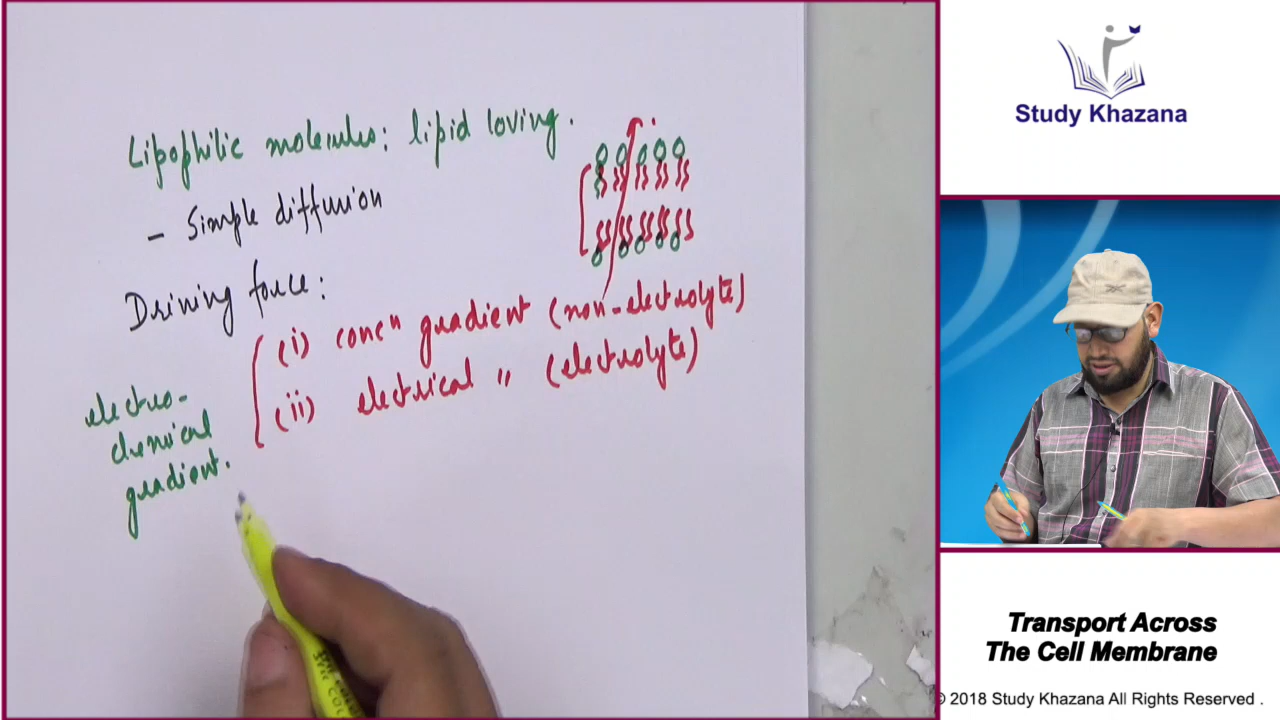 Lipophilic molecules: lipid loving.
- Simple diffusion
Driving force:
(i) concⁿ gradient (non-electrolyte)
(ii) electrical " (electrolyte)
electro-
chemical
gradient.
Study Khazana
Transport Across
The Cell Membrane
© 2018 Study Khazana All Rights Reserved .